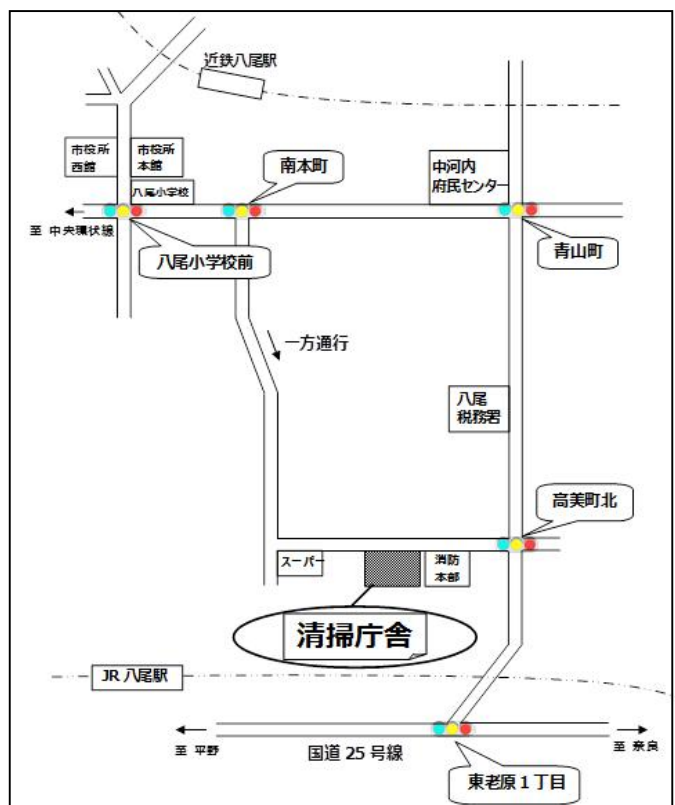 近鉄八尾駅
市役所
西館
市役所
本館
八尾小学校
南本町
中河内
府民センター
至 中央環状線
八尾小学校前
青山町
一方通行
八尾
税務署
高美町北
スーパー
消防
本部
清掃庁舎
JR 八尾駅
至 平野
国道 25 号線
至 奈良
東老原1丁目